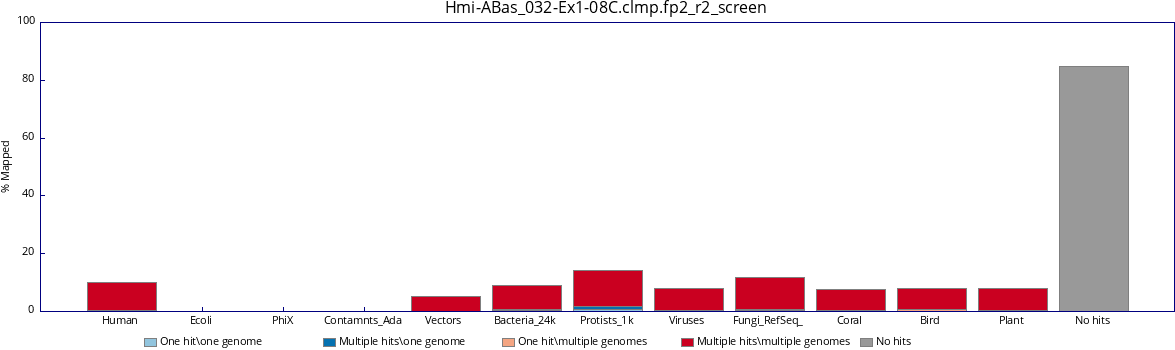 Hmi-ABas_032-Ex1-08C.clmp.fp2_r2_screen
100
80
60
40
20
0
% Mapped
Human Ecoli PhiX Contamnts_Ada Vectors Bacteria_24k Protists_1k Viruses Fungi_RefSeq_ Coral Bird Plant No hits
One hit\one genome Multiple hits\one genome One hit\multiple genomes Multiple hits\multiple genomes No hits